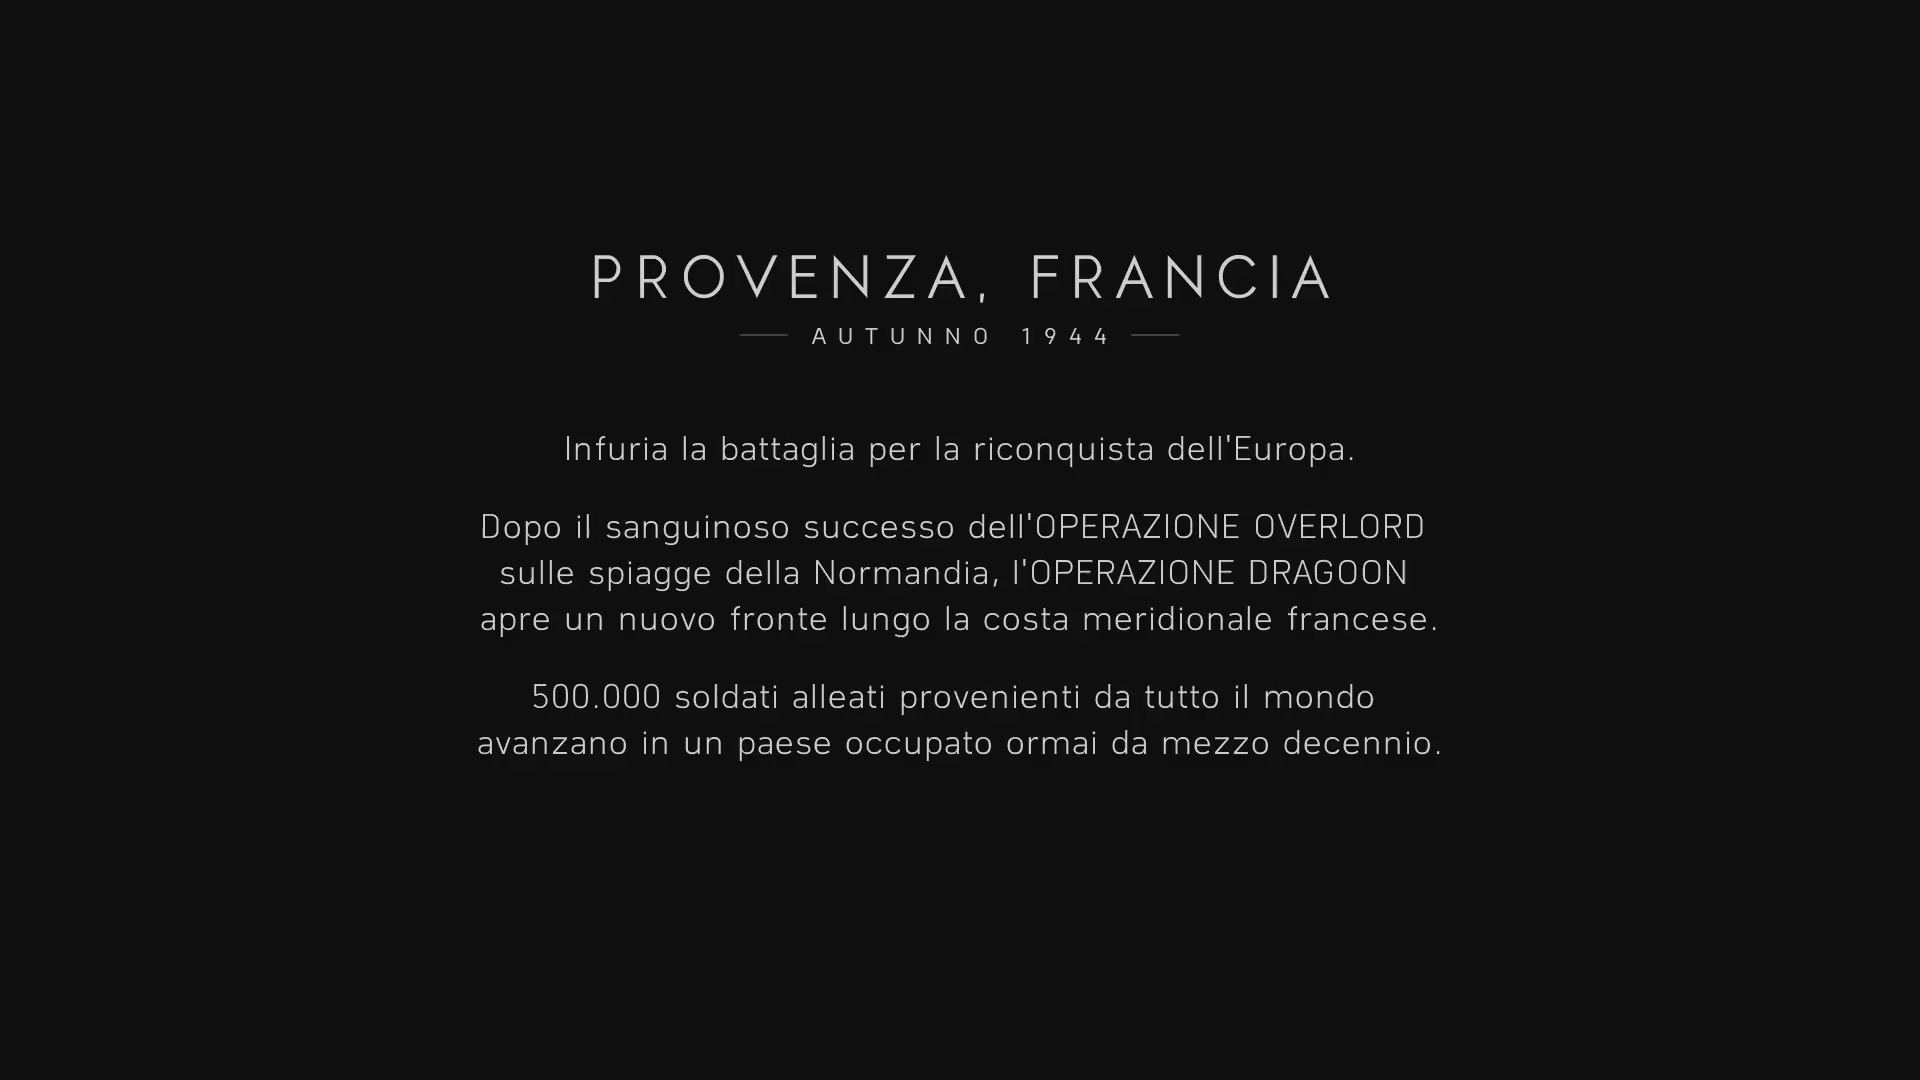 PROVENZA, FRANCIA
AUTUNNO 1944
Infuria la battaglia per la riconquista dell'Europa.
Dopo il sanguinoso successo dell'OPERAZIONE OVERLORD
sulle spiagge della Normandia, l'OPERAZIONE DRAGOON
apre un nuovo fronte lungo la costa meridionale francese.
500.000 soldati alleati provenienti da tutto il mondo
avanzano in un paese occupato ormai da mezzo decennio.